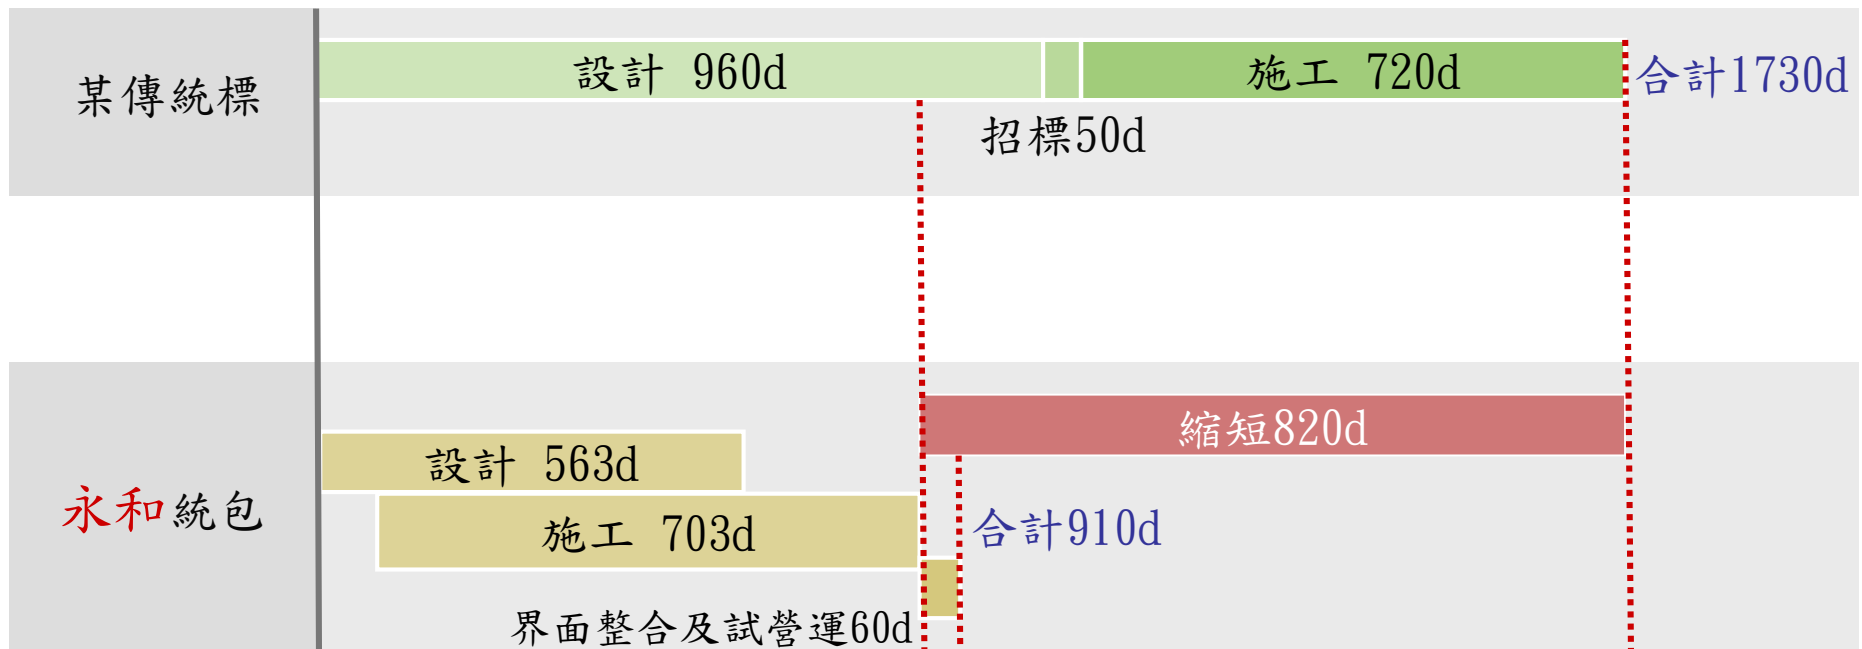 某傳統標
設計 960d
施工 720d
合計1730d
招標50d
縮短820d
永和統包
設計 563d
施工 703d
合計910d
界面整合及試營運60d